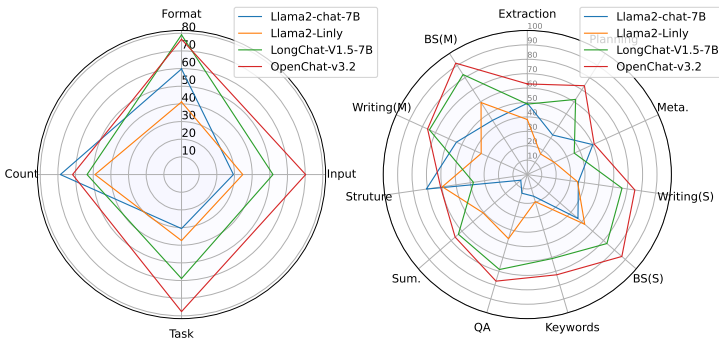 Format
80
70
60
50
40
30
20
10
Count
Input
Task
Llama2-chat-7B
Llama2-Linly
LongChat-V1.5-7B
OpenChat-v3.2
Extraction
100
90
80
70
60
50
40
30
20
10
BS(M)
Planning
Writing(M)
Meta.
Struture
Writing(S)
Sum.
BS(S)
QA
Keywords
Llama2-chat-7B
Llama2-Linly
LongChat-V1.5-7B
OpenChat-v3.2